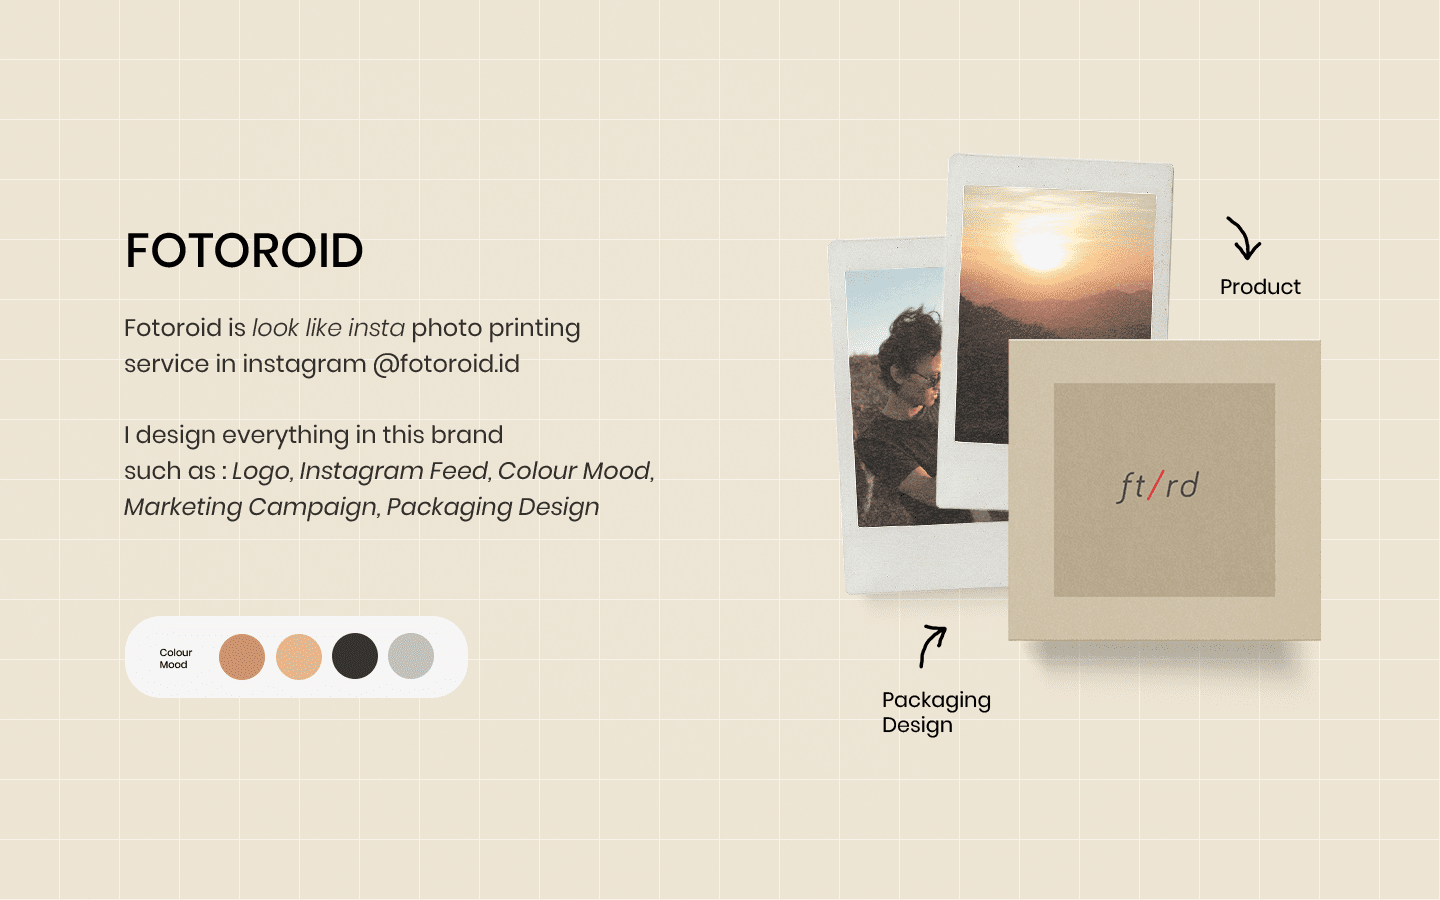 FOTOROID
Fotoroid is look like insta photo printing
service in instagram @fotoroid.id
I design everything in this brand
such as : Logo, Instagram Feed, Colour Mood,
Marketing Campaign, Packaging Design
Colour
Mood
Product
ft/rd
Packaging
Design